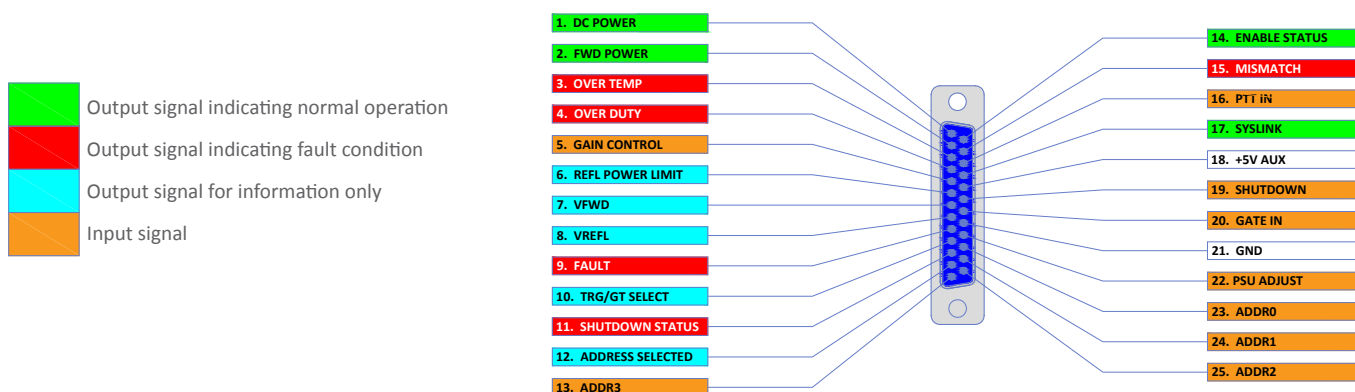 Output signal indicating normal operation
Output signal indicating fault condition
Output signal for information only
Input signal
1. DC POWER
2. FWD POWER
3. OVER TEMP
4. OVER DUTY
5. GAIN CONTROL
6. REFL POWER LIMIT
7. VFWD
8. VREFL
9. FAULT
10. TRG/GT SELECT
11. SHUTDOWN STATUS
12. ADDRESS SELECTED
13. ADDR3
14. ENABLE STATUS
15. MISMATCH
16. PTT iN
17. SYSLINK
18. +5V AUX
19. SHUTDOWN
20. GATE IN
21. GND
22. PSU ADJUST
23. ADDR0
24. ADDR1
25. ADDR2